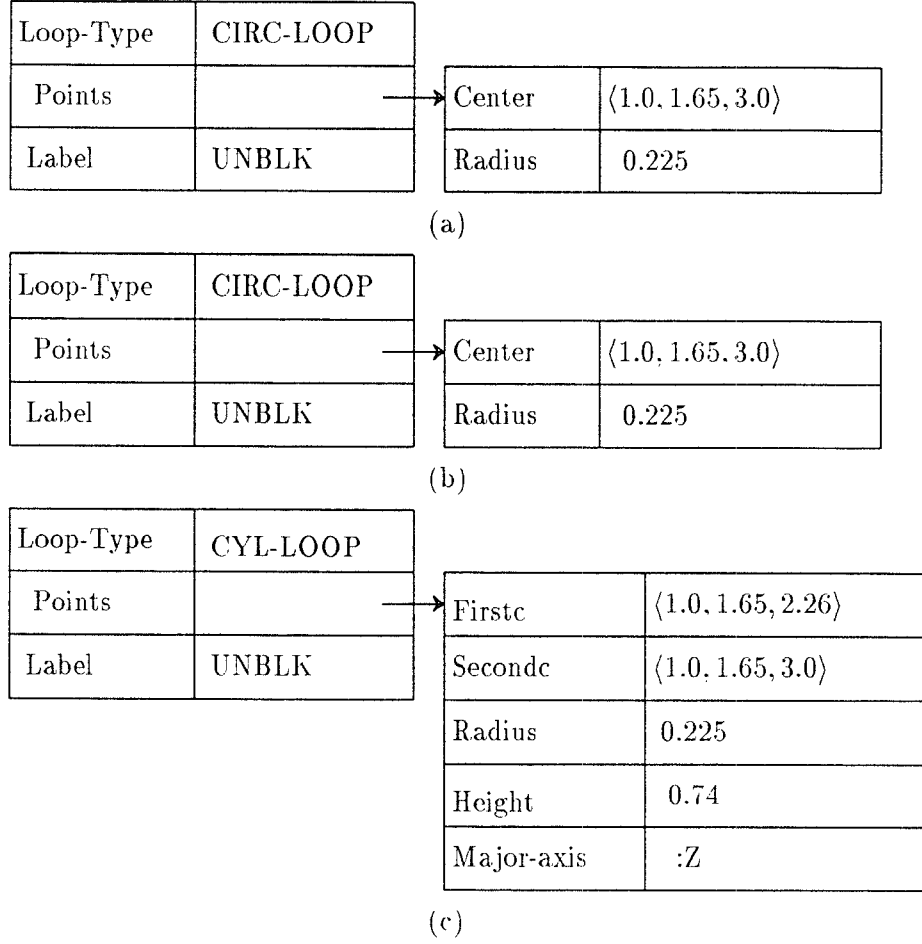 Loop-Type CIRC-LOOP
Points Center ⟨1.0, 1.65, 3.0⟩
Label UNBLK Radius 0.225
(a)
Loop-Type CIRC-LOOP
Points Center ⟨1.0, 1.65, 3.0⟩
Label UNBLK Radius 0.225
(b)
Loop-Type CYL-LOOP
Points Firstc ⟨1.0, 1.65, 2.26⟩
Label UNBLK Secondc ⟨1.0, 1.65, 3.0⟩
Radius 0.225
Height 0.74
Major-axis :Z
(c)